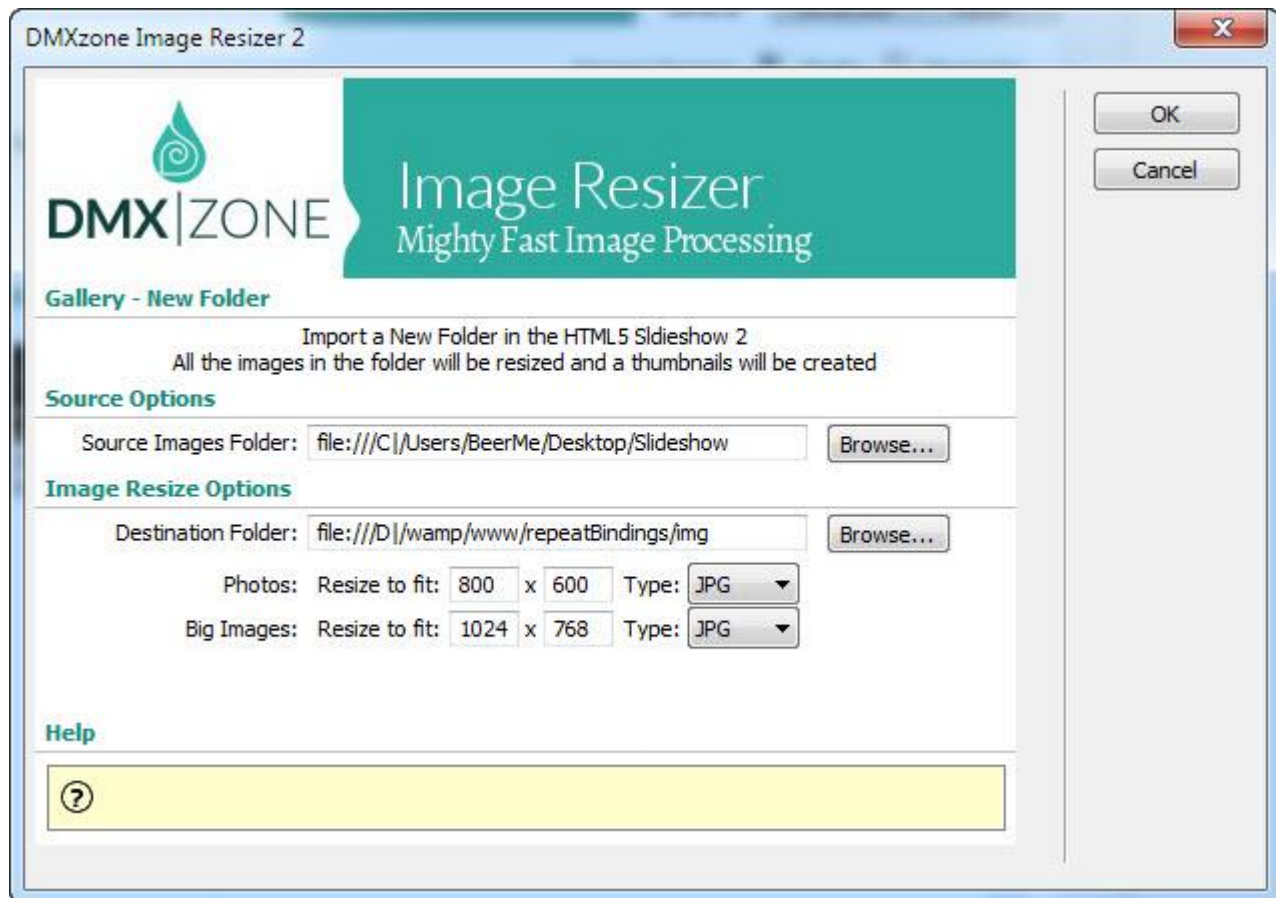 DMXzone Image Resizer 2
DMX|ZONE
Image Resizer
Mighty Fast Image Processing
OK
Cancel
Gallery - New Folder
Import a New Folder in the HTML5 Sldieshow 2
All the images in the folder will be resized and a thumbnails will be created
Source Options
Source Images Folder: file:///C|/Users/BeerMe/Desktop/Slideshow Browse...
Image Resize Options
Destination Folder: file:///D|/wamp/www/repeatBindings/img Browse...
Photos: Resize to fit: 800 x 600 Type: JPG
Big Images: Resize to fit: 1024 x 768 Type: JPG
Help
?